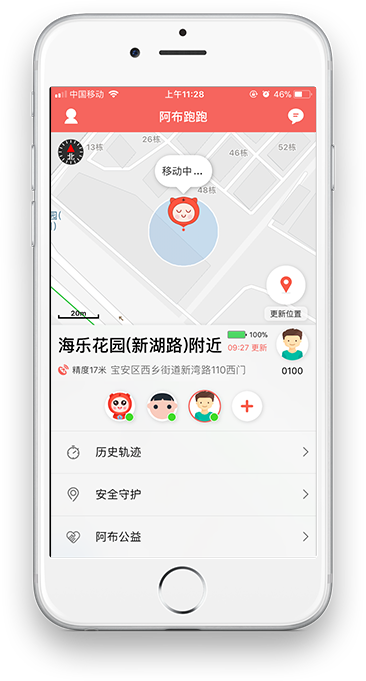 中国移动 上午11:28 46%
阿布跑跑
26栋
13栋
52栋
46栋
移动中...
48栋
北
20m
更新位置
海乐花园(新湖路)附近
100%
09:27 更新
精度17米 宝安区西乡街道新湾路110西门
0100
历史轨迹
安全守护
阿布公益